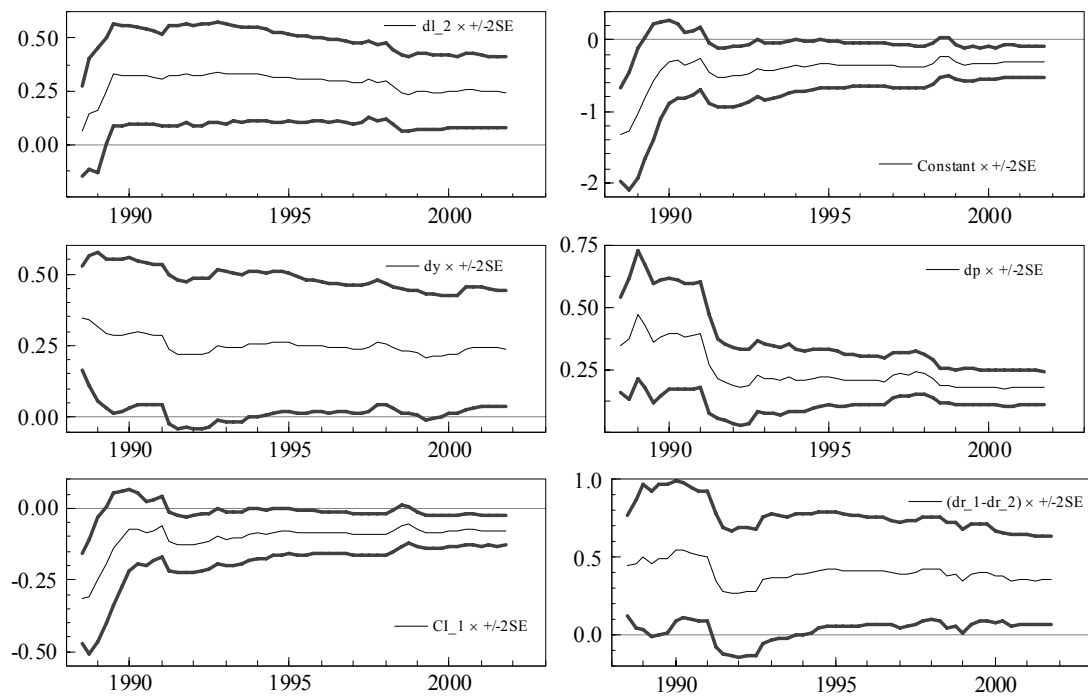 0.50
0.25
0.00
dl_2 × +/-2SE
1990 1995 2000
0
-1
-2
Constant × +/-2SE
1990 1995 2000
0.50
0.25
0.00
dy × +/-2SE
1990 1995 2000
0.75
0.50
0.25
dp × +/-2SE
1990 1995 2000
0.00
-0.25
-0.50
CI_1 × +/-2SE
1990 1995 2000
1.0
0.5
0.0
(dr_1-dr_2) × +/-2SE
1990 1995 2000